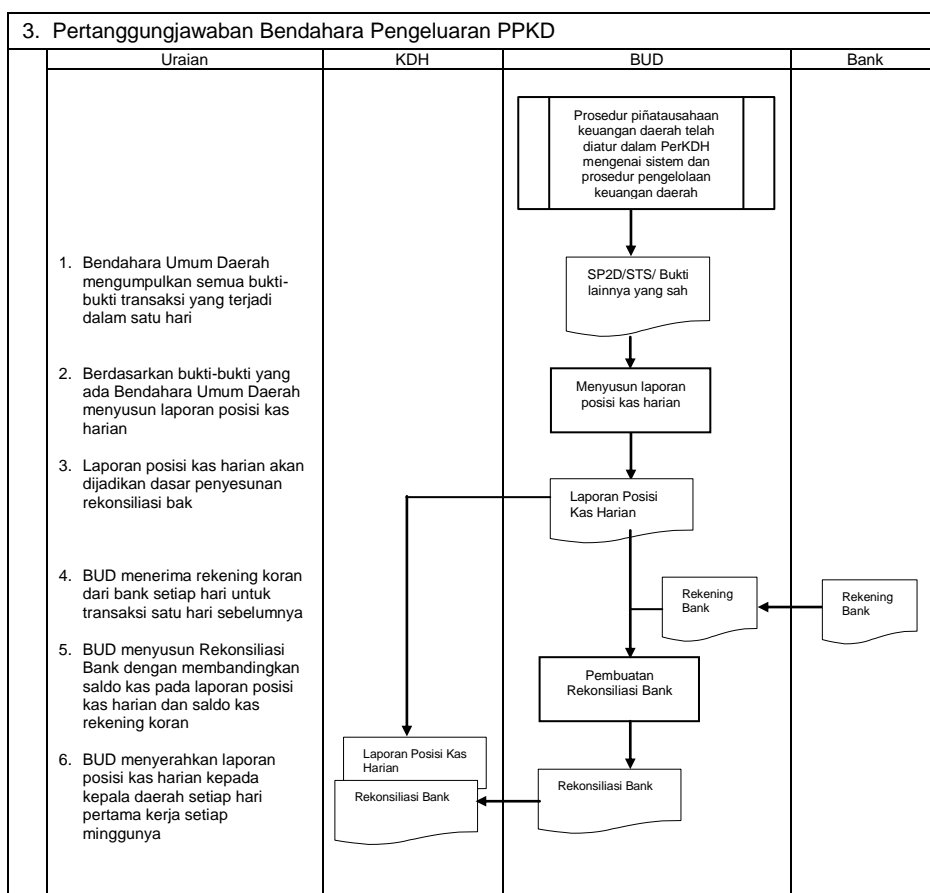 3. Pertanggungjawaban Bendahara Pengeluaran PPKD
Uraian
KDH
BUD
Bank
Prosedur piñatausahaan
keuangan daerah telah
diatur dalam PerKDH
mengenai sistem dan
prosedur pengelolaan
keuangan daerah
1. Bendahara Umum Daerah
mengumpulkan semua bukti-
bukti transaksi yang terjadi
dalam satu hari
SP2D/STS/ Bukti
lainnya yang sah
2. Berdasarkan bukti-bukti yang
ada Bendahara Umum Daerah
menyusun laporan posisi kas
harian
Menyusun laporan
posisi kas harian
3. Laporan posisi kas harian akan
dijadikan dasar penyesunan
rekonsiliasi bak
Laporan Posisi
Kas Harian
4. BUD menerima rekening koran
dari bank setiap hari untuk
transaksi satu hari sebelumnya
Rekening
Bank
Rekening
Bank
5. BUD menyusun Rekonsiliasi
Bank dengan membandingkan
saldo kas pada laporan posisi
kas harian dan saldo kas
rekening koran
Pembuatan
Rekonsiliasi Bank
6. BUD menyerahkan laporan
posisi kas harian kepada
kepala daerah setiap hari
pertama kerja setiap
minggunya
Laporan Posisi Kas
Harian
Rekonsiliasi Bank
Rekonsiliasi Bank